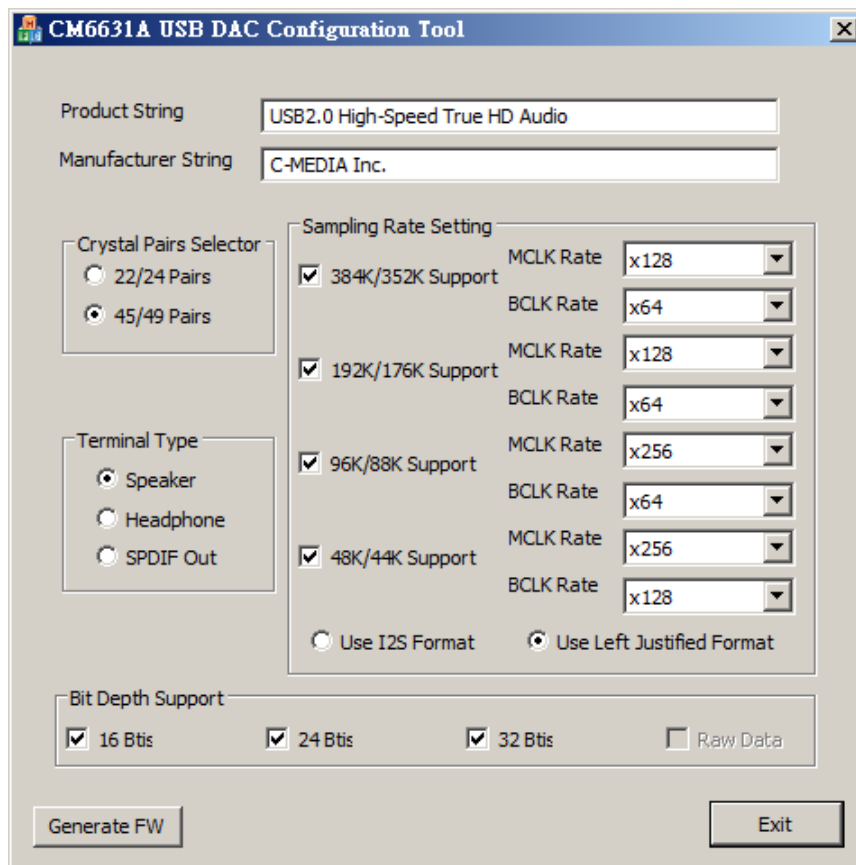 CM6631A USB DAC Configuration Tool
Product String
USB2.0 High-Speed True HD Audio
Manufacturer String
C-MEDIA Inc.
Crystal Pairs Selector
22/24 Pairs
45/49 Pairs
Terminal Type
Speaker
Headphone
SPDIF Out
Sampling Rate Setting
384K/352K Support
MCLK Rate
x128
BCLK Rate
x64
192K/176K Support
MCLK Rate
x128
BCLK Rate
x64
96K/88K Support
MCLK Rate
x256
BCLK Rate
x64
48K/44K Support
MCLK Rate
x256
BCLK Rate
x128
Use I2S Format
Use Left Justified Format
Bit Depth Support
16 Btis
24 Btis
32 Btis
Raw Data
Generate FW
Exit